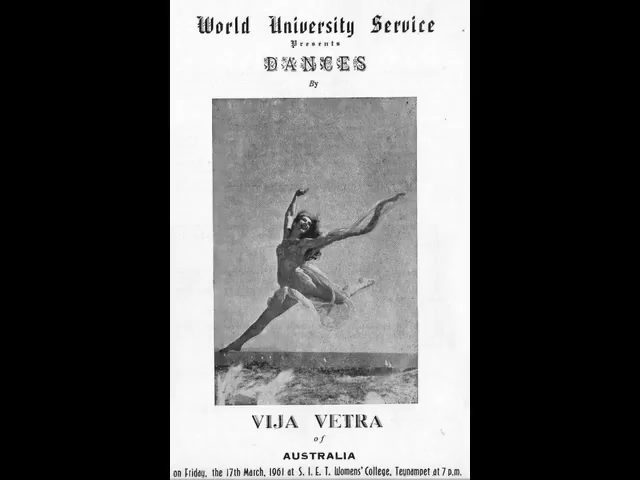 World University Service
Presents
DANCES
By
VIJA VETRA
of
AUSTRALIA
on Friday, the 17th March, 1961 at S. I. E. T. Womens' College, Teynampet at 7 p.m.